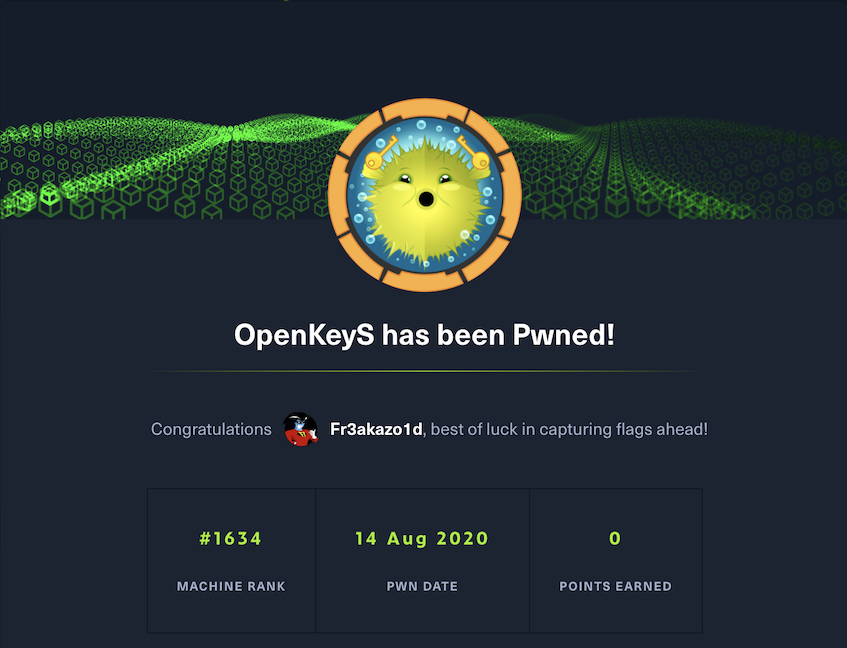 OpenKeyS has been Pwned!
Congratulations Fr3akazo1d, best of luck in capturing flags ahead!
#1634 14 Aug 2020 0
MACHINE RANK PWN DATE POINTS EARNED